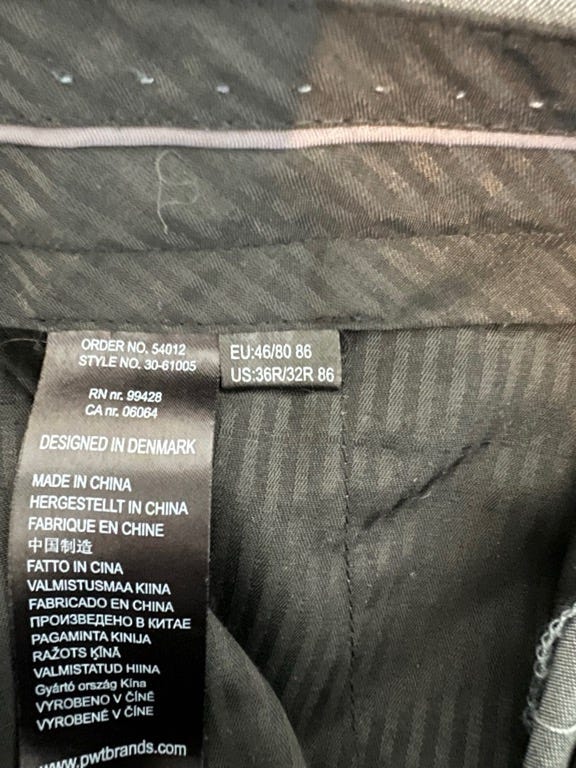 ORDER NO. 54012
STYLE NO. 30-61005
RN nr. 99428
CA nr. 06064
DESIGNED IN DENMARK
MADE IN CHINA
HERGESTELLT IN CHINA
FABRIQUE EN CHINE
中国制造
FATTO IN CINA
VALMISTUSMAA KIINA
FABRICADO EN CHINA
ПРОИЗВЕДЕНО В КИТАЕ
PAGAMINTA KINIJA
RAŽOTS ĶĪNĀ
VALMISTATUD HIINA
Gyártó ország Kína
VYROBENO V ČÍNĚ
VYROBENÉ V ČÍNE
www.pwtbrands.com
EU:46/80 86
US:36R/32R 86